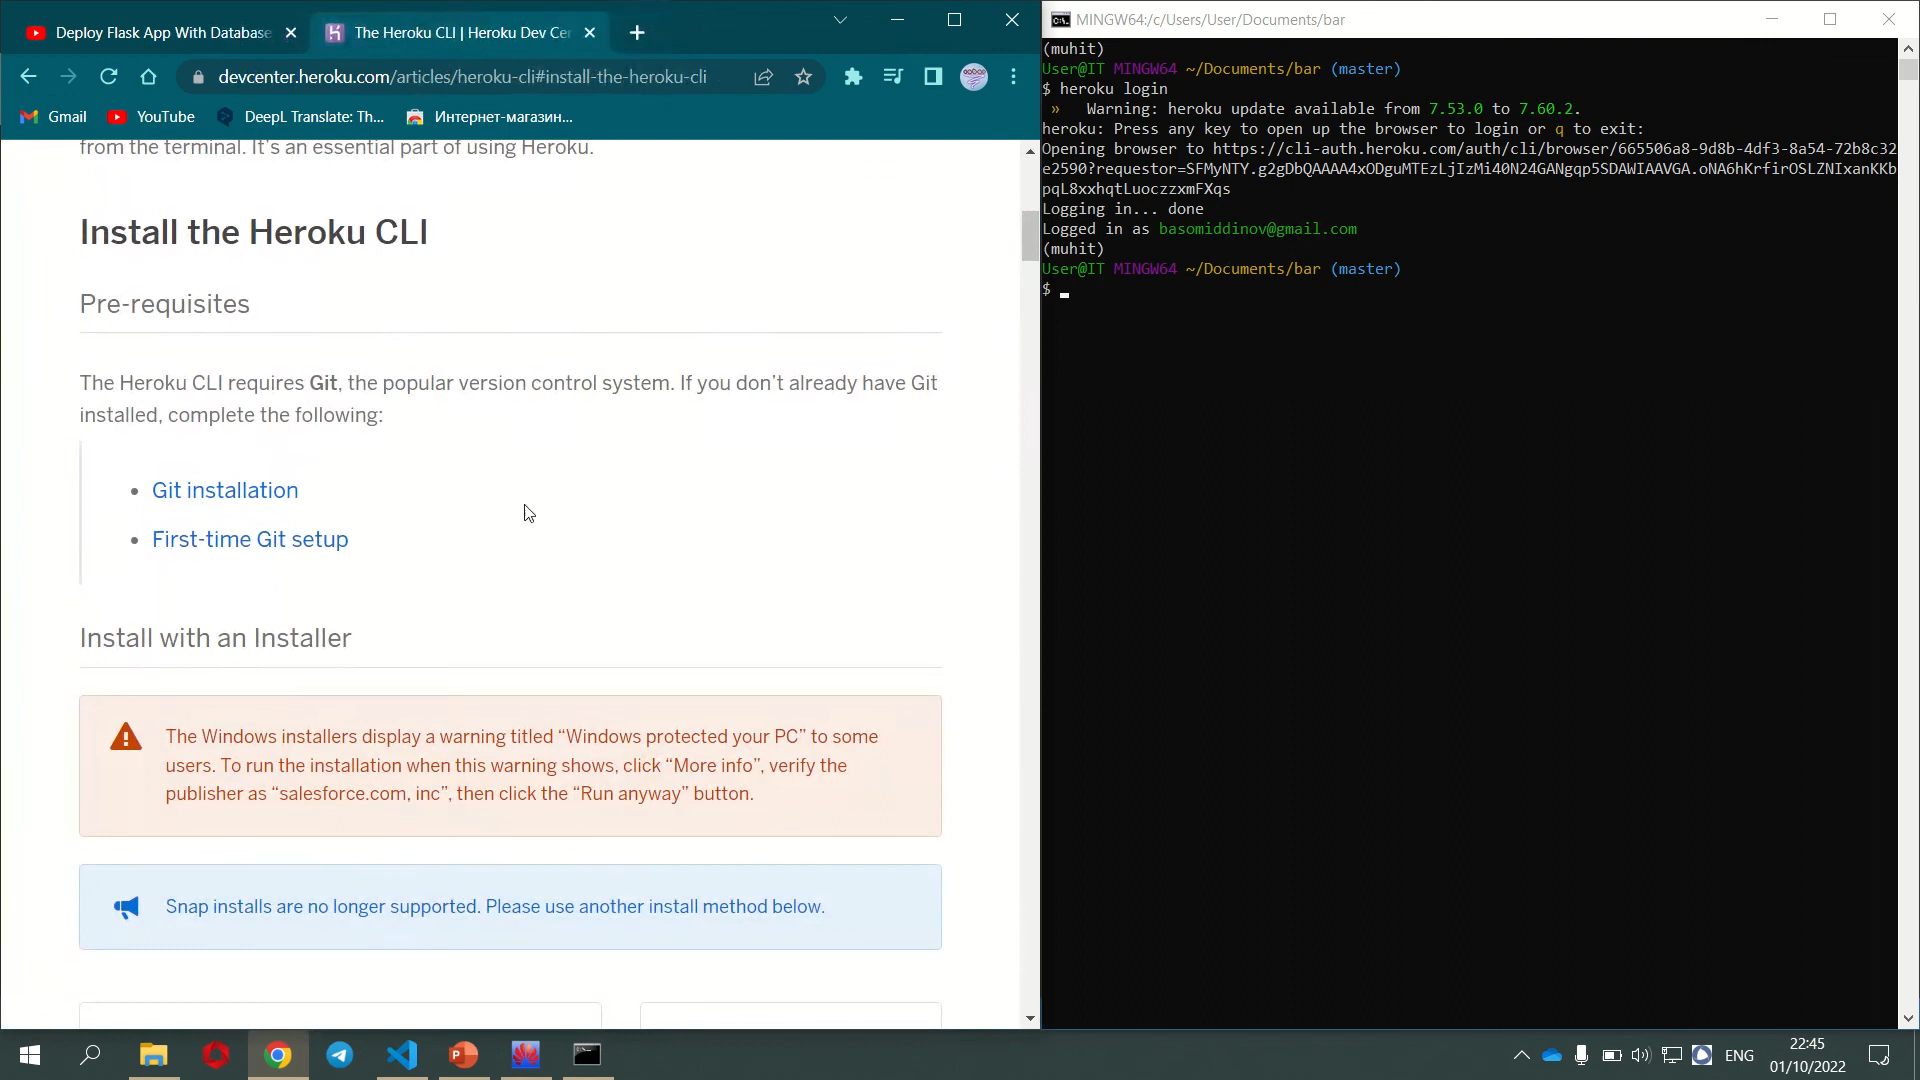 Deploy Flask App With Database
The Heroku CLI | Heroku Dev Cen
devcenter.heroku.com/articles/heroku-cli#install-the-heroku-cli
Gmail
YouTube
DeepL Translate: Th...
Интернет-магазин...
from the terminal. It’s an essential part of using Heroku.
Install the Heroku CLI
Pre-requisites
The Heroku CLI requires Git, the popular version control system. If you don’t already have Git
installed, complete the following:
• Git installation
• First-time Git setup
Install with an Installer
The Windows installers display a warning titled “Windows protected your PC” to some
users. To run the installation when this warning shows, click “More info”, verify the
publisher as “salesforce.com, inc”, then click the “Run anyway” button.
Snap installs are no longer supported. Please use another install method below.
MINGW64:/c/Users/User/Documents/bar
(muhit)
User@IT MINGW64 ~/Documents/bar (master)
$ heroku login
» Warning: heroku update available from 7.53.0 to 7.60.2.
heroku: Press any key to open up the browser to login or q to exit:
Opening browser to https://cli-auth.heroku.com/auth/cli/browser/665506a8-9d8b-4df3-8a54-72b8c32
e2590?requestor=SFMyNTY.g2gDbQAAAA4xODguMTEzLjIzMi40N24GANgqp5SDAWIAAVGA.oNA6hKrfirOSLZNIxanKKb
pqL8xxhqtLuoczzxmFXqs
Logging in... done
Logged in as basomiddinov@gmail.com
(muhit)
User@IT MINGW64 ~/Documents/bar (master)
$
ENG
22:45
01/10/2022